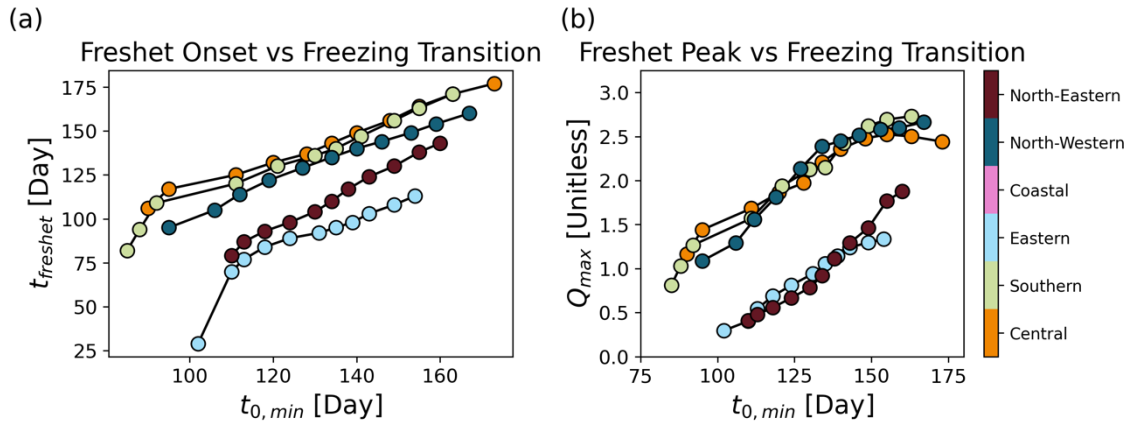 (a)
(b)
Freshet Onset vs Freezing Transition
Freshet Peak vs Freezing Transition
175
150
125
100
75
50
25
t_freshet [Day]
100
120
140
160
t_0, min [Day]
3.0
2.5
2.0
1.5
1.0
0.5
0.0
Q_max [Unitless]
75
100
125
150
175
t_0, min [Day]
North-Eastern
North-Western
Coastal
Eastern
Southern
Central